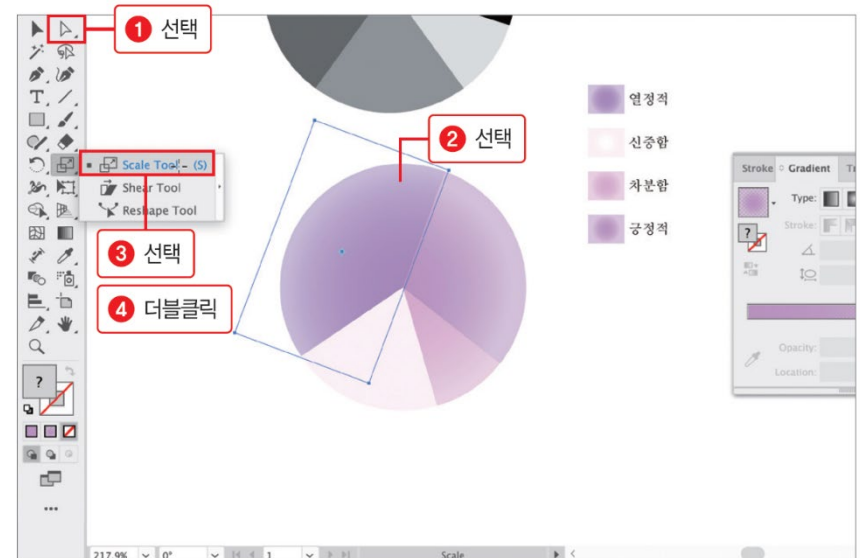 1 선택
2 선택
Scale Tool (S)
Shear Tool
Reshape Tool
3 선택
4 더블클릭
열정적
신중함
차분함
긍정적
Stroke Gradient Tr
Type:
Stroke:
Opacity:
Location:
?
?
T
217.9% 0° 1 Scale